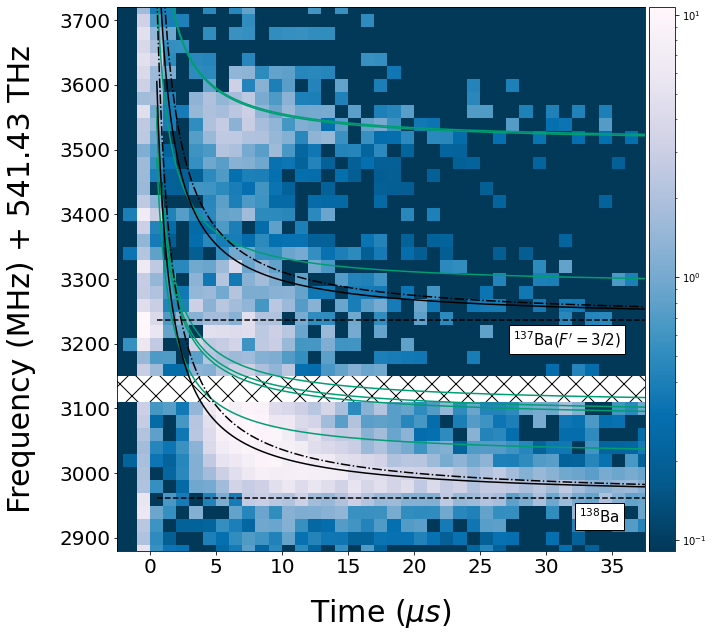 3700
3600
3500
3400
3300
3200
3100
3000
2900
Frequency (MHz) + 541.43 THz
0 5 10 15 20 25 30 35
Time (μs)
¹³⁷Ba(F′ = 3/2)
¹³⁸Ba
10¹
10⁰
10⁻¹